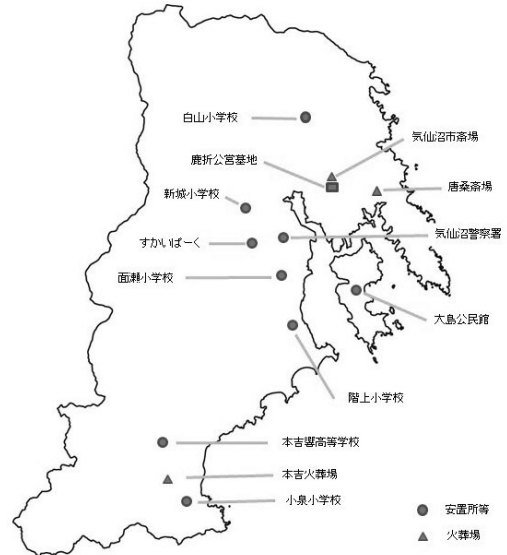 白山小学校
気仙沼市斎場
鹿折公営墓地
唐桑斎場
新城小学校
気仙沼警察署
すかいばーく
面瀬小学校
大島公民館
階上小学校
本吉響高等学校
本吉火葬場
小泉小学校
安置所等
火葬場